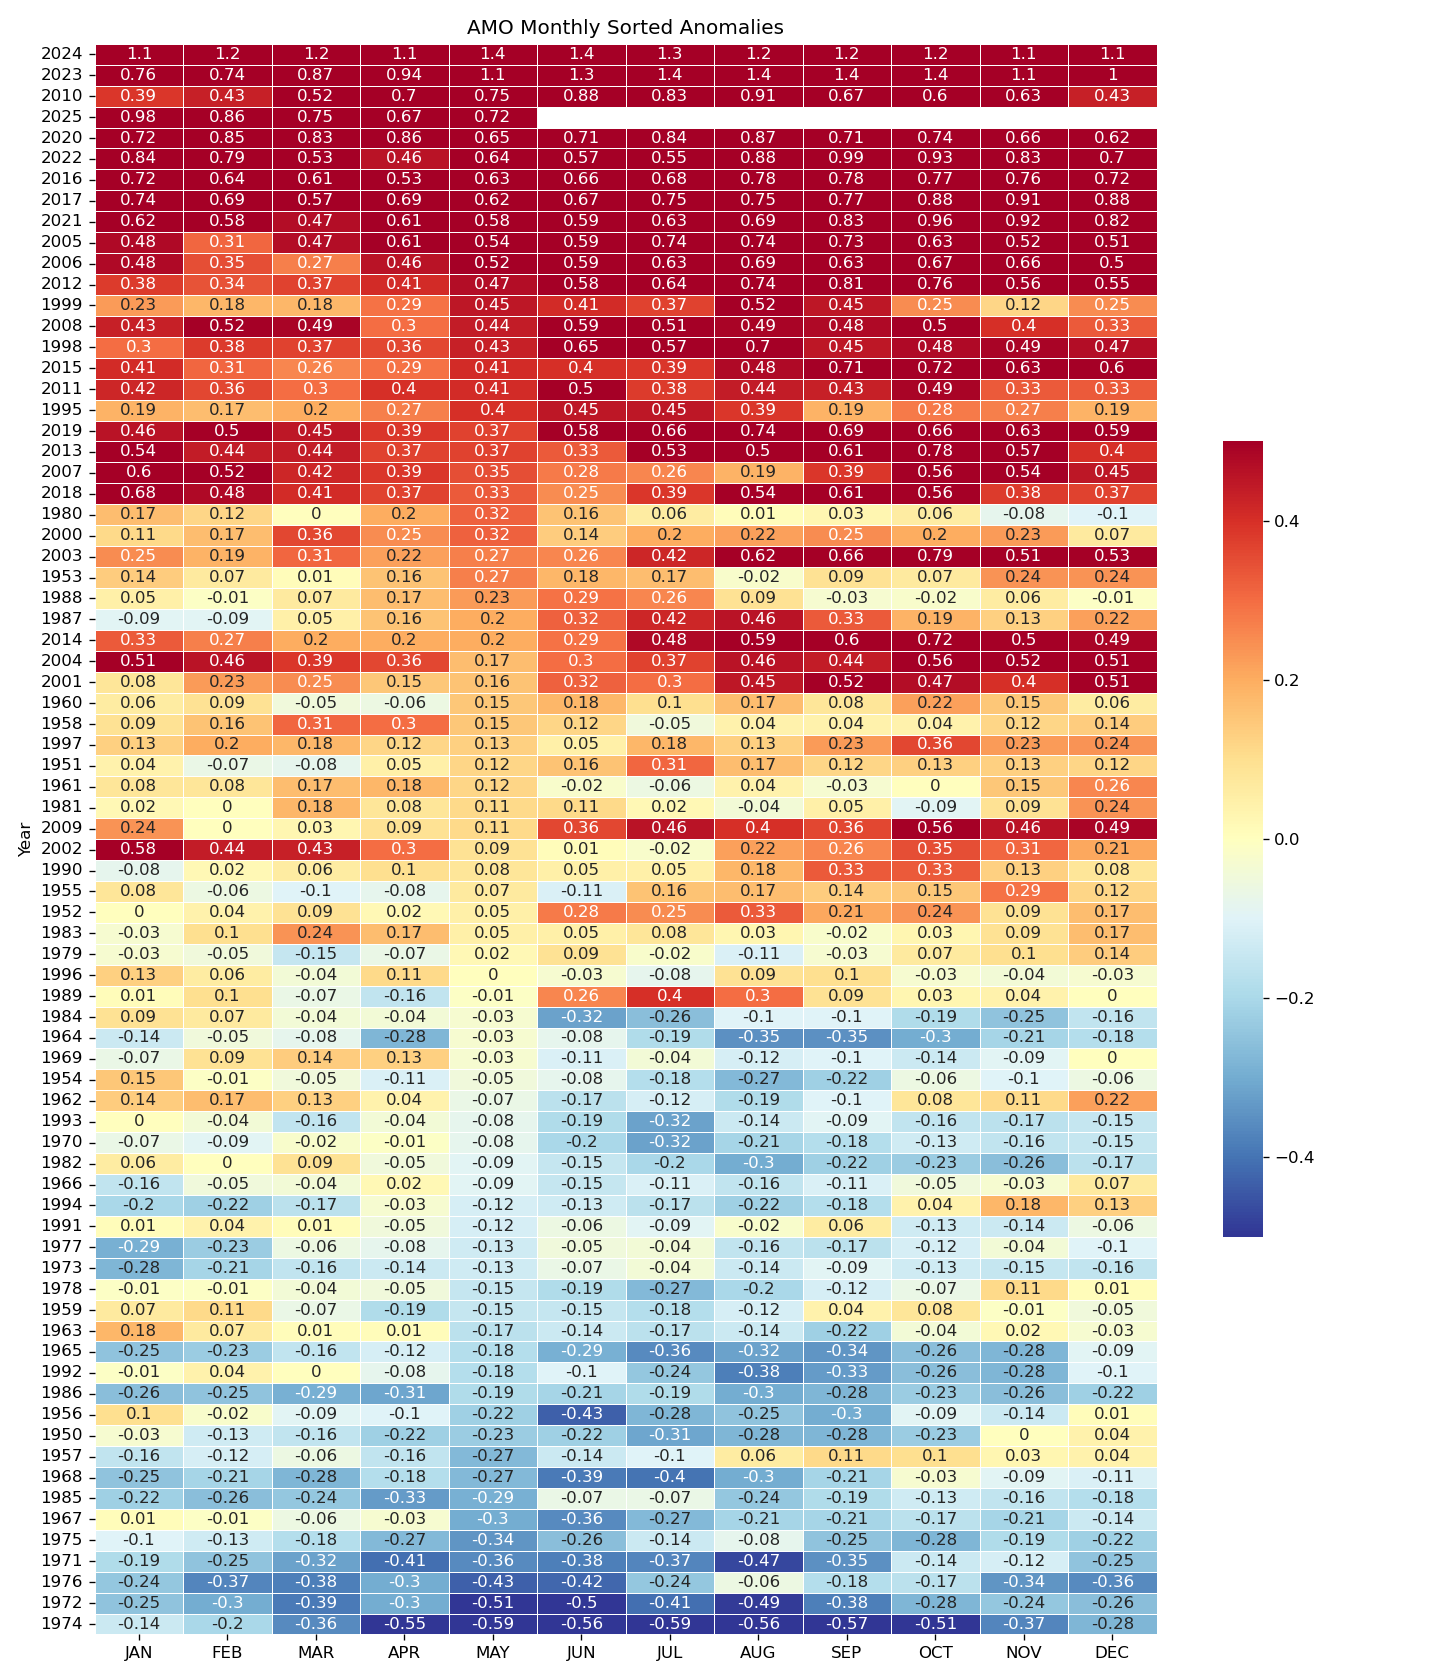 AMO Monthly Sorted Anomalies
2024 1.1 1.2 1.2 1.1 1.4 1.4 1.3 1.2 1.2 1.2 1.1 1.1
2023 0.76 0.74 0.87 0.94 1.1 1.3 1.4 1.4 1.4 1.4 1.1 1
2010 0.39 0.43 0.52 0.7 0.75 0.88 0.83 0.91 0.67 0.6 0.63 0.43
2025 0.98 0.86 0.75 0.67 0.72
2020 0.72 0.85 0.83 0.86 0.65 0.71 0.84 0.87 0.71 0.74 0.66 0.62
2022 0.84 0.79 0.53 0.46 0.64 0.57 0.55 0.88 0.99 0.93 0.83 0.7
2016 0.72 0.64 0.61 0.53 0.63 0.66 0.68 0.78 0.78 0.77 0.76 0.72
2017 0.74 0.69 0.57 0.69 0.62 0.67 0.75 0.75 0.77 0.88 0.91 0.88
2021 0.62 0.58 0.47 0.61 0.58 0.59 0.63 0.69 0.83 0.96 0.92 0.82
2005 0.48 0.31 0.47 0.61 0.54 0.59 0.74 0.74 0.73 0.63 0.52 0.51
2006 0.48 0.35 0.27 0.46 0.52 0.59 0.63 0.69 0.63 0.67 0.66 0.5
2012 0.38 0.34 0.37 0.41 0.47 0.58 0.64 0.74 0.81 0.76 0.56 0.55
1999 0.23 0.18 0.18 0.29 0.45 0.41 0.37 0.52 0.45 0.25 0.12 0.25
2008 0.43 0.52 0.49 0.3 0.44 0.59 0.51 0.49 0.48 0.5 0.4 0.33
1998 0.3 0.38 0.37 0.36 0.43 0.65 0.57 0.7 0.45 0.48 0.49 0.47
2015 0.41 0.31 0.26 0.29 0.41 0.4 0.39 0.48 0.71 0.72 0.63 0.6
2011 0.42 0.36 0.3 0.4 0.41 0.5 0.38 0.44 0.43 0.49 0.33 0.33
1995 0.19 0.17 0.2 0.27 0.4 0.45 0.45 0.39 0.19 0.28 0.27 0.19
2019 0.46 0.5 0.45 0.39 0.37 0.58 0.66 0.74 0.69 0.66 0.63 0.59
2013 0.54 0.44 0.44 0.37 0.37 0.33 0.53 0.5 0.61 0.78 0.57 0.4
2007 0.6 0.52 0.42 0.39 0.35 0.28 0.26 0.19 0.39 0.56 0.54 0.45
2018 0.68 0.48 0.41 0.37 0.33 0.25 0.39 0.54 0.61 0.56 0.38 0.37
1980 0.17 0.12 0 0.2 0.32 0.16 0.06 0.01 0.03 0.06 -0.08 -0.1
2000 0.11 0.17 0.36 0.25 0.32 0.14 0.2 0.22 0.25 0.2 0.23 0.07
2003 0.25 0.19 0.31 0.22 0.27 0.26 0.42 0.62 0.66 0.79 0.51 0.53
1953 0.14 0.07 0.01 0.16 0.27 0.18 0.17 -0.02 0.09 0.07 0.24 0.24
1988 0.05 -0.01 0.07 0.17 0.23 0.29 0.26 0.09 -0.03 -0.02 0.06 -0.01
1987 -0.09 -0.09 0.05 0.16 0.2 0.32 0.42 0.46 0.33 0.19 0.13 0.22
2014 0.33 0.27 0.2 0.2 0.2 0.29 0.48 0.59 0.6 0.72 0.5 0.49
2004 0.51 0.46 0.39 0.36 0.17 0.3 0.37 0.46 0.44 0.56 0.52 0.51
2001 0.08 0.23 0.25 0.15 0.16 0.32 0.3 0.45 0.52 0.47 0.4 0.51
1960 0.06 0.09 -0.05 -0.06 0.15 0.18 0.1 0.17 0.08 0.22 0.15 0.06
1958 0.09 0.16 0.31 0.3 0.15 0.12 -0.05 0.04 0.04 0.04 0.12 0.14
1997 0.13 0.2 0.18 0.12 0.13 0.05 0.18 0.13 0.23 0.36 0.23 0.24
1951 0.04 -0.07 -0.08 0.05 0.12 0.16 0.31 0.17 0.12 0.13 0.13 0.12
1961 0.08 0.08 0.17 0.18 0.12 -0.02 -0.06 0.04 -0.03 0 0.15 0.26
1981 0.02 0 0.18 0.08 0.11 0.11 0.02 -0.04 0.05 -0.09 0.09 0.24
2009 0.24 0 0.03 0.09 0.11 0.36 0.46 0.4 0.36 0.56 0.46 0.49
2002 0.58 0.44 0.43 0.3 0.09 0.01 -0.02 0.22 0.26 0.35 0.31 0.21
1990 -0.08 0.02 0.06 0.1 0.08 0.05 0.05 0.18 0.33 0.33 0.13 0.08
1955 0.08 -0.06 -0.1 -0.08 0.07 -0.11 0.16 0.17 0.14 0.15 0.29 0.12
1952 0 0.04 0.09 0.02 0.05 0.28 0.25 0.33 0.21 0.24 0.09 0.17
1983 -0.03 0.1 0.24 0.17 0.05 0.05 0.08 0.03 -0.02 0.03 0.09 0.17
1979 -0.03 -0.05 -0.15 -0.07 0.02 0.09 -0.02 -0.11 -0.03 0.07 0.1 0.14
1996 0.13 0.06 -0.04 0.11 0 -0.03 -0.08 0.09 0.1 -0.03 -0.04 -0.03
1989 0.01 0.1 -0.07 -0.16 -0.01 0.26 0.4 0.3 0.09 0.03 0.04 0
1984 0.09 0.07 -0.04 -0.04 -0.03 -0.32 -0.26 -0.1 -0.1 -0.19 -0.25 -0.16
1964 -0.14 -0.05 -0.08 -0.28 -0.03 -0.08 -0.19 -0.35 -0.35 -0.3 -0.21 -0.18
1969 -0.07 0.09 0.14 0.13 -0.03 -0.11 -0.04 -0.12 -0.1 -0.14 -0.09 0
1954 0.15 -0.01 -0.05 -0.11 -0.05 -0.08 -0.18 -0.27 -0.22 -0.06 -0.1 -0.06
1962 0.14 0.17 0.13 0.04 -0.07 -0.17 -0.12 -0.19 -0.1 0.08 0.11 0.22
1993 0 -0.04 -0.16 -0.04 -0.08 -0.19 -0.32 -0.14 -0.09 -0.16 -0.17 -0.15
1970 -0.07 -0.09 -0.02 -0.01 -0.08 -0.2 -0.32 -0.21 -0.18 -0.13 -0.16 -0.15
1982 0.06 0 0.09 -0.05 -0.09 -0.15 -0.2 -0.3 -0.22 -0.23 -0.26 -0.17
1966 -0.16 -0.05 -0.04 0.02 -0.09 -0.15 -0.11 -0.16 -0.11 -0.05 -0.03 0.07
1994 -0.2 -0.22 -0.17 -0.03 -0.12 -0.13 -0.17 -0.22 -0.18 0.04 0.18 0.13
1991 0.01 0.04 0.01 -0.05 -0.12 -0.06 -0.09 -0.02 0.06 -0.13 -0.14 -0.06
1977 -0.29 -0.23 -0.06 -0.08 -0.13 -0.05 -0.04 -0.16 -0.17 -0.12 -0.04 -0.1
1973 -0.28 -0.21 -0.16 -0.14 -0.13 -0.07 -0.04 -0.14 -0.09 -0.13 -0.15 -0.16
1978 -0.01 -0.01 -0.04 -0.05 -0.15 -0.19 -0.27 -0.2 -0.12 -0.07 0.11 0.01
1959 0.07 0.11 -0.07 -0.19 -0.15 -0.15 -0.18 -0.12 0.04 0.08 -0.01 -0.05
1963 0.18 0.07 0.01 0.01 -0.17 -0.14 -0.17 -0.14 -0.22 -0.04 0.02 -0.03
1965 -0.25 -0.23 -0.16 -0.12 -0.18 -0.29 -0.36 -0.32 -0.34 -0.26 -0.28 -0.09
1992 -0.01 0.04 0 -0.08 -0.18 -0.1 -0.24 -0.38 -0.33 -0.26 -0.28 -0.1
1986 -0.26 -0.25 -0.29 -0.31 -0.19 -0.21 -0.19 -0.3 -0.28 -0.23 -0.26 -0.22
1956 0.1 -0.02 -0.09 -0.1 -0.22 -0.43 -0.28 -0.25 -0.3 -0.09 -0.14 0.01
1950 -0.03 -0.13 -0.16 -0.22 -0.23 -0.22 -0.31 -0.28 -0.28 -0.23 0 0.04
1957 -0.16 -0.12 -0.06 -0.16 -0.27 -0.14 -0.1 0.06 0.11 0.1 0.03 0.04
1968 -0.25 -0.21 -0.28 -0.18 -0.27 -0.39 -0.4 -0.3 -0.21 -0.03 -0.09 -0.11
1985 -0.22 -0.26 -0.24 -0.33 -0.29 -0.07 -0.07 -0.24 -0.19 -0.13 -0.16 -0.18
1967 0.01 -0.01 -0.06 -0.03 -0.3 -0.36 -0.27 -0.21 -0.21 -0.17 -0.21 -0.14
1975 -0.1 -0.13 -0.18 -0.27 -0.34 -0.26 -0.14 -0.08 -0.25 -0.28 -0.19 -0.22
1971 -0.19 -0.25 -0.32 -0.41 -0.36 -0.38 -0.37 -0.47 -0.35 -0.14 -0.12 -0.25
1976 -0.24 -0.37 -0.38 -0.3 -0.43 -0.42 -0.24 -0.06 -0.18 -0.17 -0.34 -0.36
1972 -0.25 -0.3 -0.39 -0.3 -0.51 -0.5 -0.41 -0.49 -0.38 -0.28 -0.24 -0.26
1974 -0.14 -0.2 -0.36 -0.55 -0.59 -0.56 -0.59 -0.56 -0.57 -0.51 -0.37 -0.28
JAN FEB MAR APR MAY JUN JUL AUG SEP OCT NOV DEC
Year
0.4
0.2
0.0
−0.2
−0.4